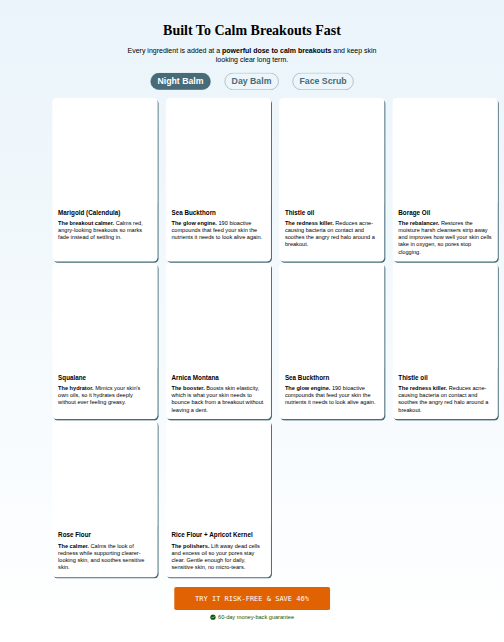 Built To Calm Breakouts Fast
Every ingredient is added at a powerful dose to calm breakouts and keep skin
looking clear long term.
Night Balm
Day Balm
Face Scrub
Marigold (Calendula)
The breakout calmer. Calms red,
angry-looking breakouts so marks
fade instead of settling in.
Sea Buckthorn
The glow engine. 190 bioactive
compounds that feed your skin the
nutrients it needs to look alive again.
Thistle oil
The redness killer. Reduces acne-
causing bacteria on contact and
soothes the angry red halo around a
breakout.
Borage Oil
The rebalancer. Restores the
moisture harsh cleansers strip away
and improves how well your skin cells
take in oxygen, so pores stop
clogging.
Squalane
The hydrator. Mimics your skin's
own oils, so it hydrates deeply
without ever feeling greasy.
Arnica Montana
The booster. Boosts skin elasticity,
which is what your skin needs to
bounce back from a breakout without
leaving a dent.
Sea Buckthorn
The glow engine. 190 bioactive
compounds that feed your skin the
nutrients it needs to look alive again.
Thistle oil
The redness killer. Reduces acne-
causing bacteria on contact and
soothes the angry red halo around a
breakout.
Rose Flour
The calmer. Calms the look of
redness while supporting clearer-
looking skin, and soothes sensitive
skin.
Rice Flour + Apricot Kernel
The polishers. Lift away dead cells
and excess oil so your pores stay
clear. Gentle enough for daily,
sensitive skin, no micro-tears.
TRY IT RISK-FREE & SAVE 46%
60-day money-back guarantee